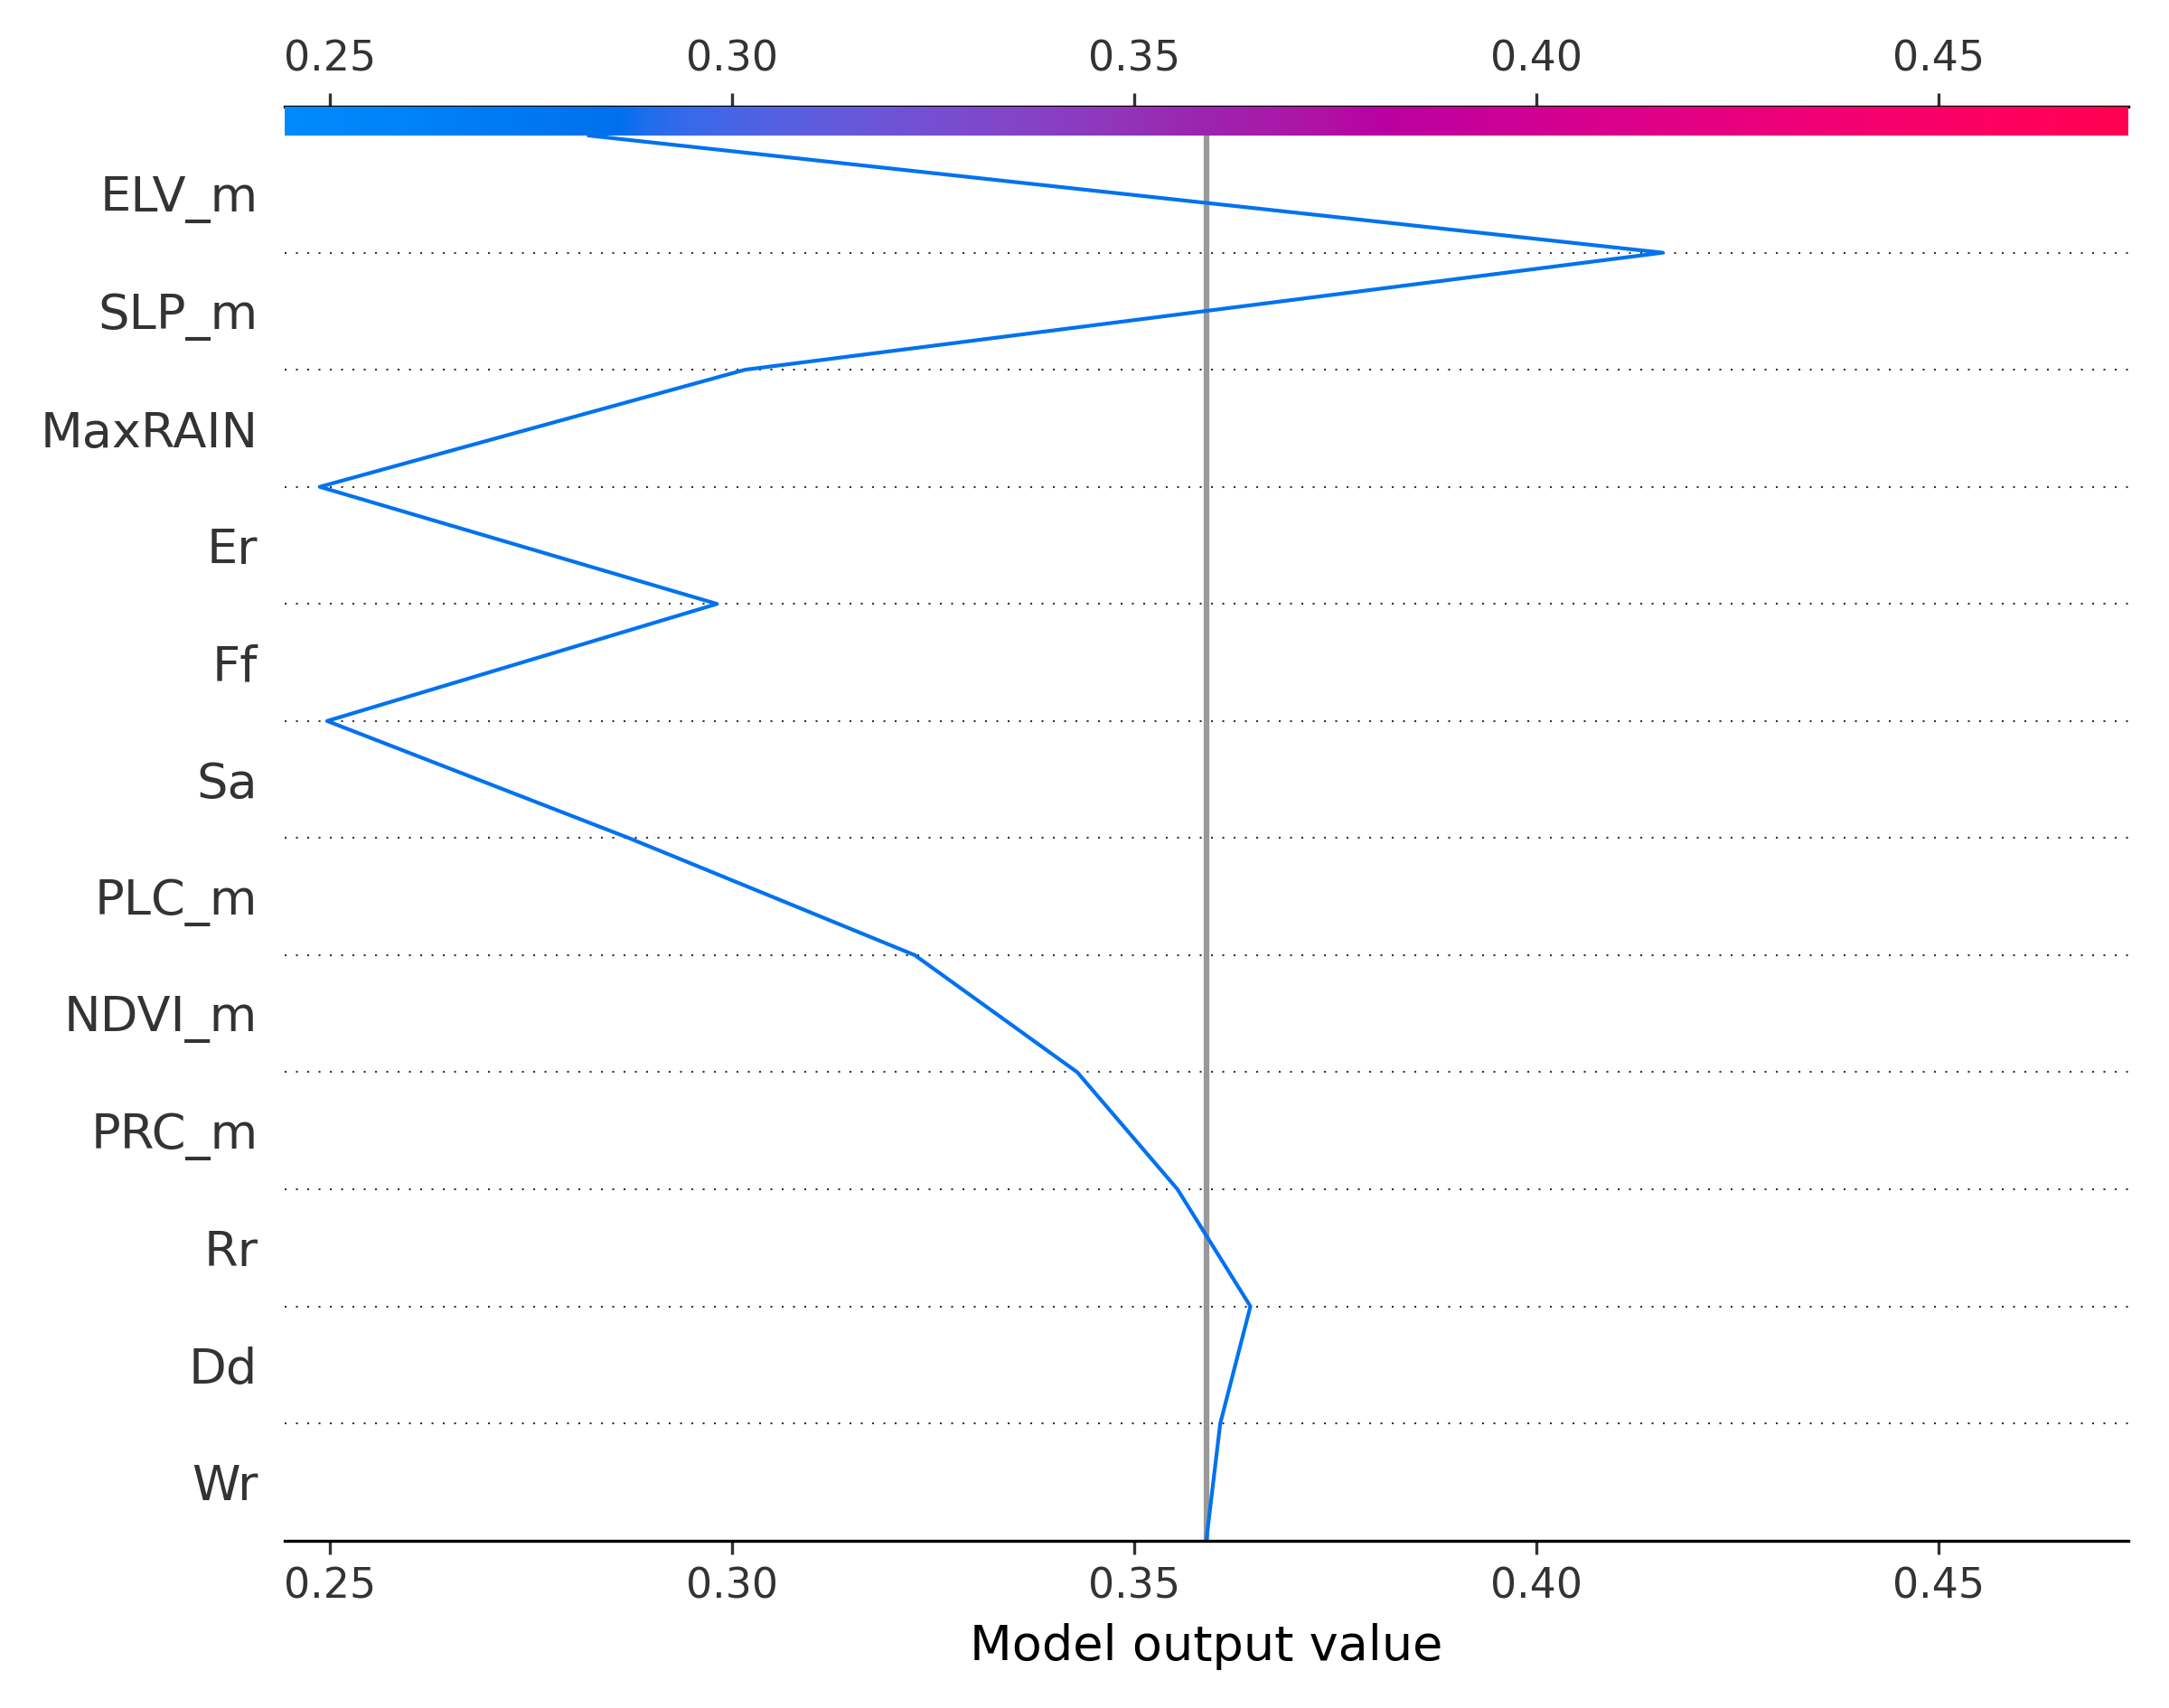 0.25 0.30 0.35 0.40 0.45
ELV_m
SLP_m
MaxRAIN
Er
Ff
Sa
PLC_m
NDVI_m
PRC_m
Rr
Dd
Wr
0.25 0.30 0.35 0.40 0.45
Model output value